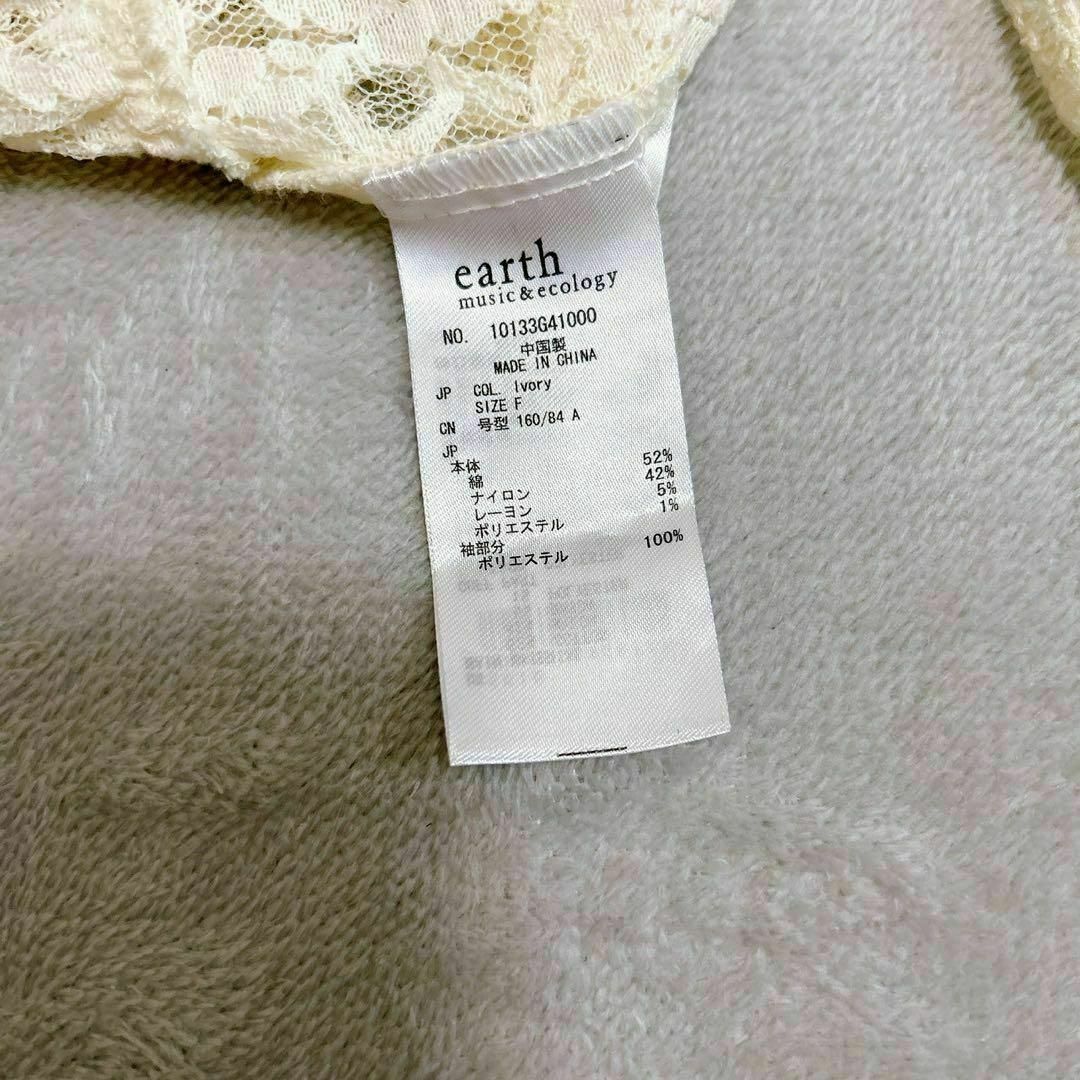 earth
music&ecology
NO. 10133G41000
中国製
MADE IN CHINA
JP COL. Ivory
SIZE F
CN 号型 160/84 A
JP
本体
綿 52%
ナイロン 42%
レーヨン 5%
ポリエステル 1%
袖部分
ポリエステル 100%